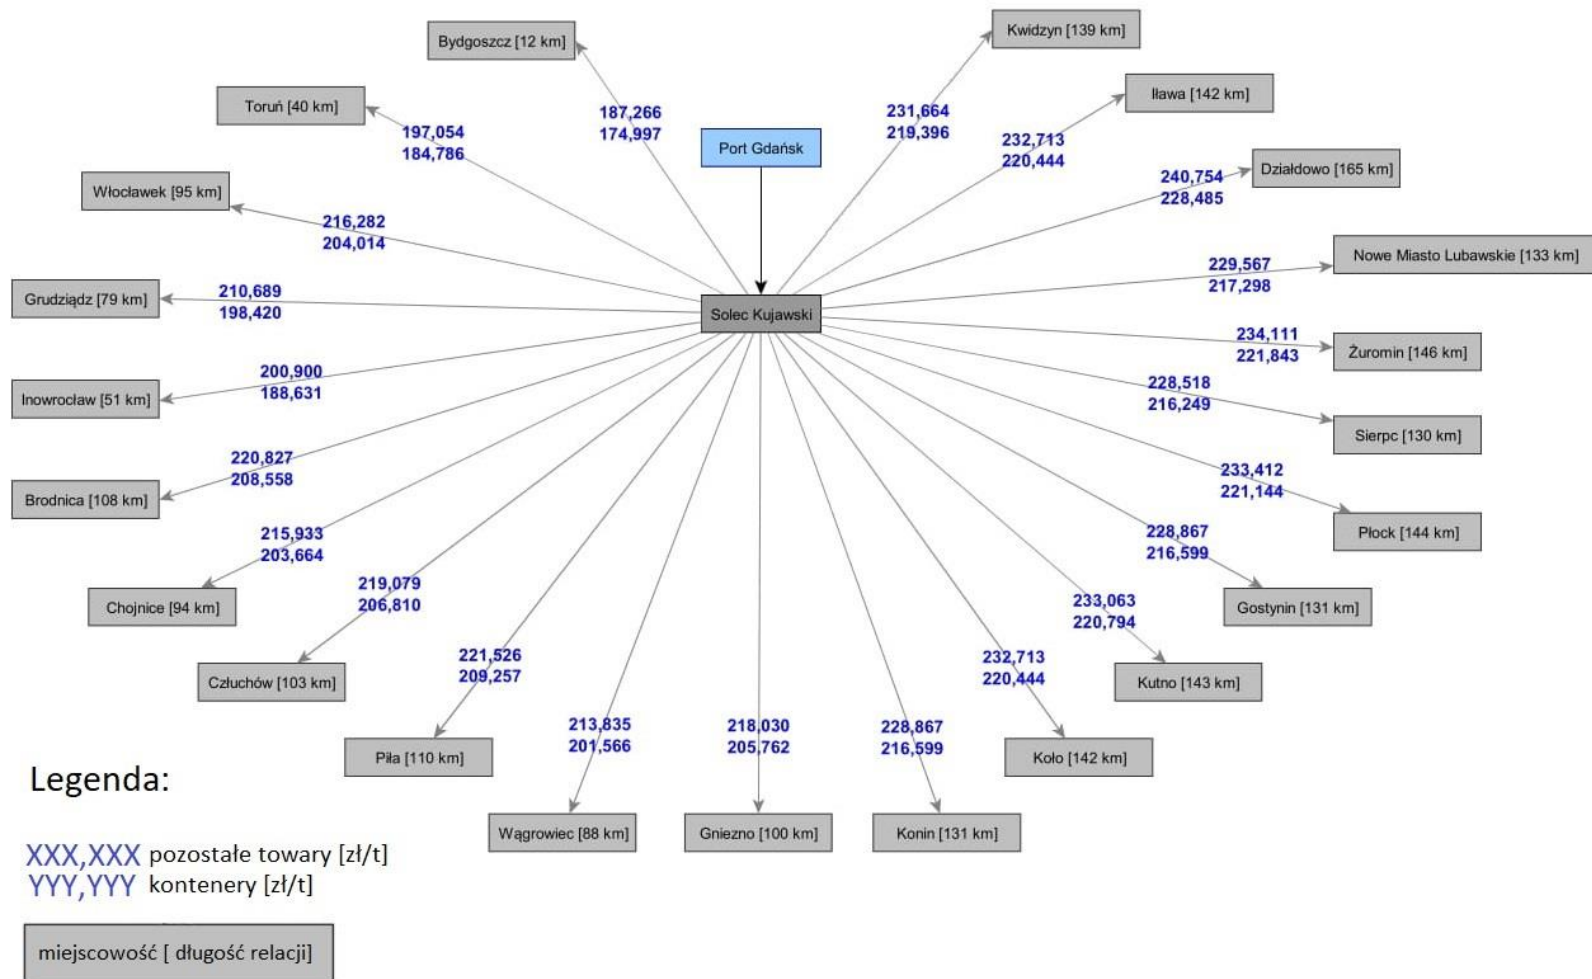 Bydgoszcz [12 km]
187,266
174,997
Kwidzyn [139 km]
231,664
219,396
Toruń [40 km]
197,054
184,786
Port Gdańsk
Iława [142 km]
232,713
220,444
Włocławek [95 km]
216,282
204,014
Działdowo [165 km]
240,754
228,485
Grudziądz [79 km]
210,689
198,420
Solec Kujawski
Nowe Miasto Lubawskie [133 km]
229,567
217,298
Inowrocław [51 km]
200,900
188,631
Żuromin [146 km]
234,111
221,843
Brodnica [108 km]
220,827
208,558
Sierpc [130 km]
228,518
216,249
Chojnice [94 km]
215,933
203,664
Płock [144 km]
233,412
221,144
Człuchów [103 km]
219,079
206,810
Gostynin [131 km]
228,867
216,599
Piła [110 km]
221,526
209,257
Kutno [143 km]
233,063
220,794
Wągrowiec [88 km]
213,835
201,566
Gniezno [100 km]
218,030
205,762
Konin [131 km]
228,867
216,599
Koło [142 km]
232,713
220,444
Legenda:
XXX,XXX pozostałe towary [zł/t]
YYY,YYY kontenery [zł/t]
miejscowość [ długość relacji]